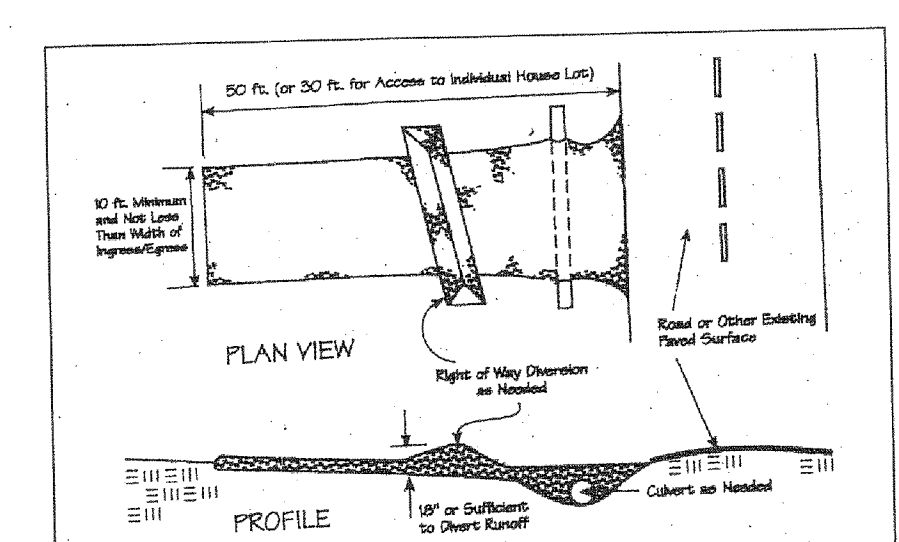 50 ft. (or 30 ft. for Access to Individual House Lot)
10 ft. Minimum
and Not Less
Than Width of
Ingress/Egress
PLAN VIEW
Road or Other Existing
Paved Surface
Right of Way Diversion
as Needed
PROFILE
18" or Sufficient
to Divert Runoff
Culvert as Needed